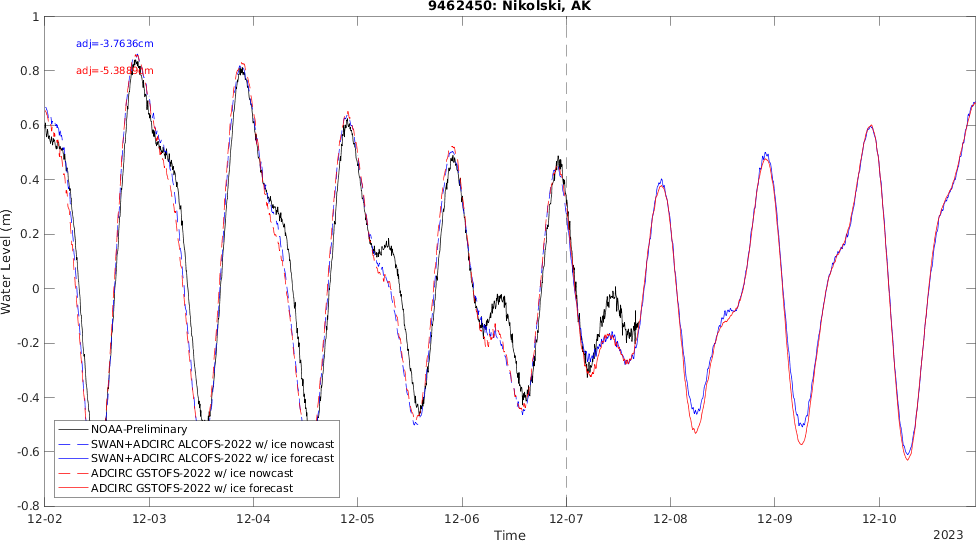 9462450: Nikolski, AK
adj=-3.7636cm
Water Level (m)
1
0.8
0.6
0.4
0.2
0
-0.2
-0.4
-0.6
-0.8
NOAA-Preliminary
SWAN+ADCIRC ALCOFS-2022 w/ ice nowcast
SWAN+ADCIRC ALCOFS-2022 w/ ice forecast
ADCIRC GSTOFS-2022 w/ ice nowcast
ADCIRC GSTOFS-2022 w/ ice forecast
12-02 12-03 12-04 12-05 12-06 12-07 12-08 12-09 12-10
Time
2023